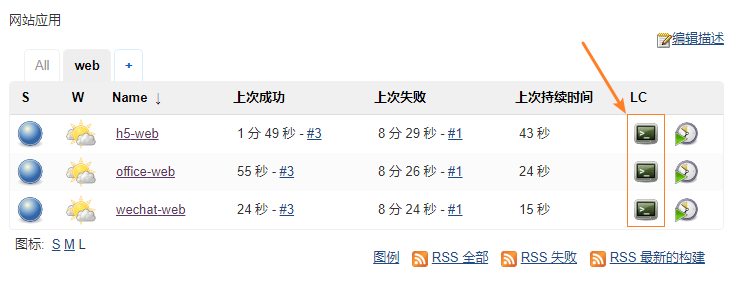 网站应用
编辑描述
All web +
S W Name ↓ 上次成功 上次失败 上次持续时间 LC
h5-web 1 分 49 秒 - #3 8 分 29 秒 - #1 43 秒
office-web 55 秒 - #3 8 分 26 秒 - #1 24 秒
wechat-web 24 秒 - #3 8 分 24 秒 - #1 15 秒
图标: S M L
图例 RSS 全部 RSS 失败 RSS 最新的构建